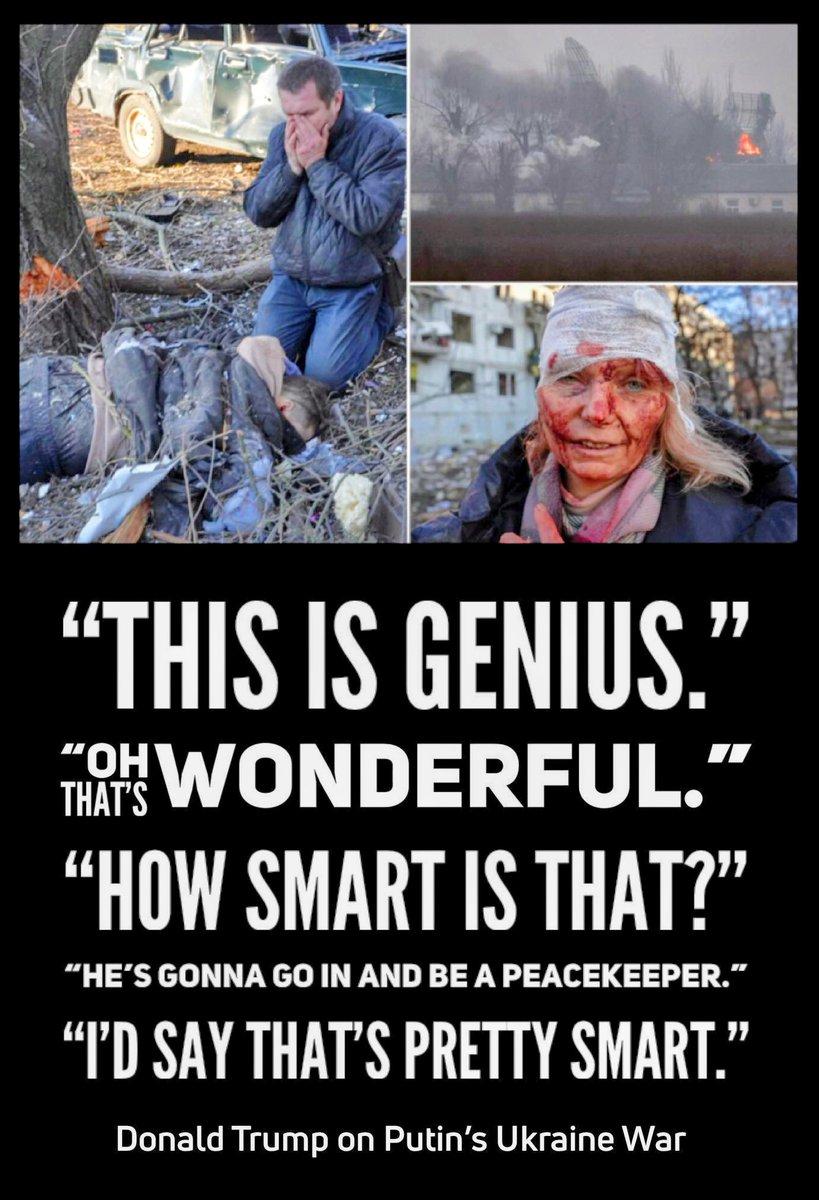 “THIS IS GENIUS.”
“OH THAT’S WONDERFUL.”
“HOW SMART IS THAT?”
“HE’S GONNA GO IN AND BE A PEACEKEEPER.”
“I’D SAY THAT’S PRETTY SMART.”
Donald Trump on Putin’s Ukraine War